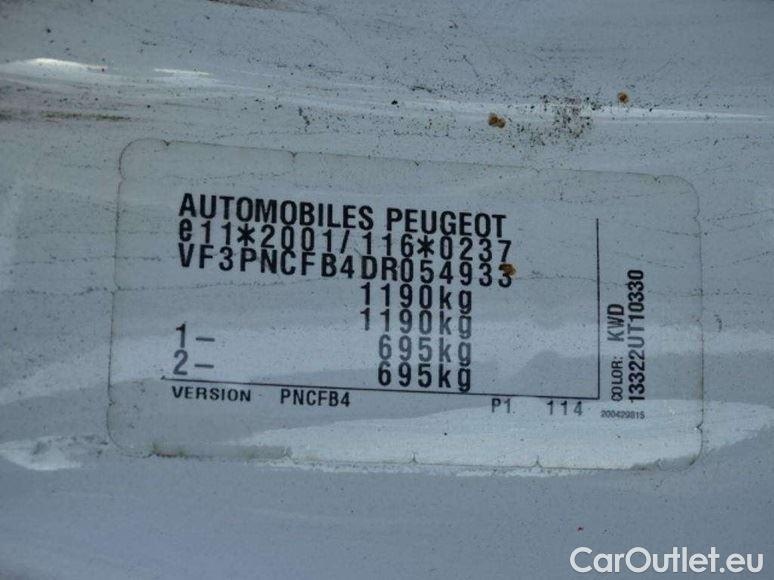 AUTOMOBILES PEUGEOT
e11*2001/116*0237
VF3PNCFB4DR054933
1190kg
1190kg
1- 695kg
2- 695kg
VERSION PNCFB4 P1. 114
COLOR: KWD
13322UT10330
200429815
CarOutlet.eu